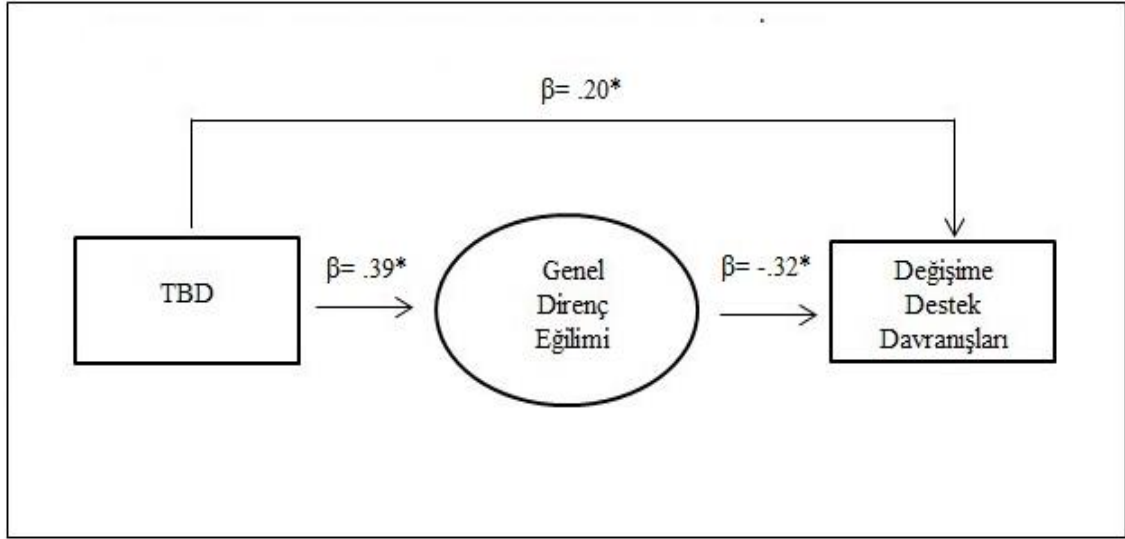 β= .20*
TBD
β= .39*
Genel
Direnç
Eğilimi
β= -.32*
Değişime
Destek
Davranışları